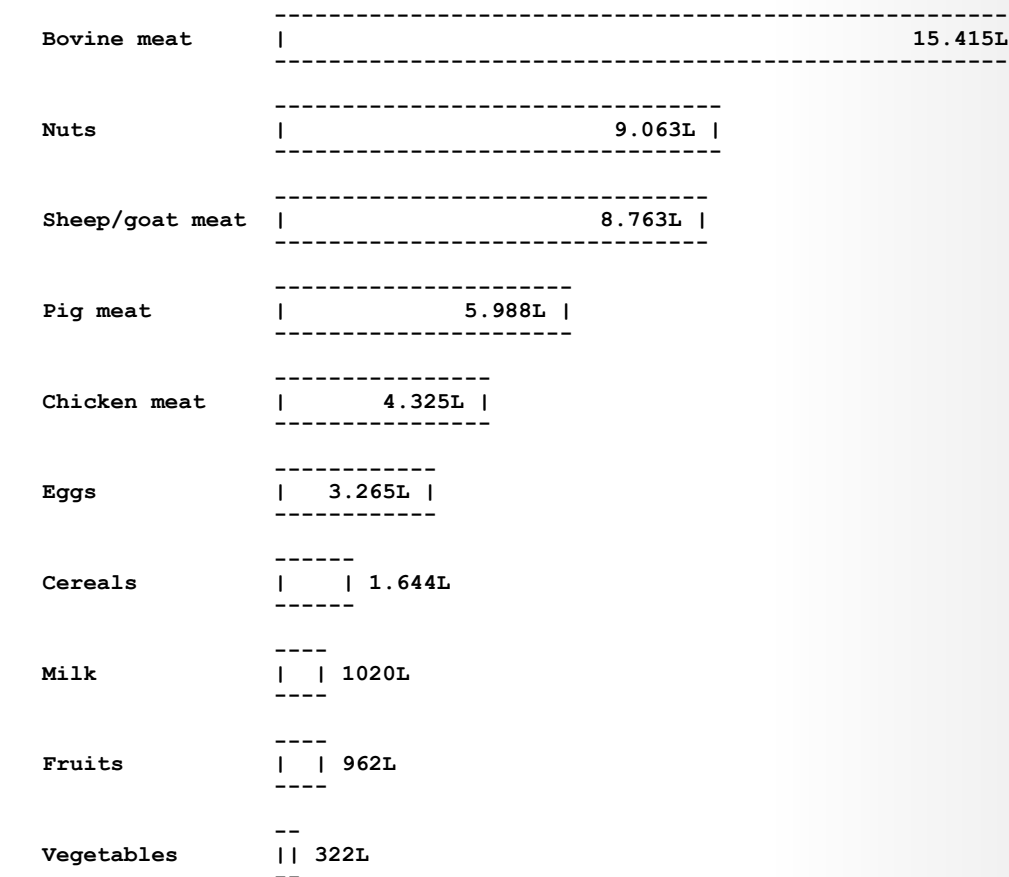 Bovine meat | 15.415L
Nuts | 9.063L |
Sheep/goat meat | 8.763L |
Pig meat | 5.988L |
Chicken meat | 4.325L |
Eggs | 3.265L |
Cereals | | 1.644L
Milk | | 1020L
Fruits | | 962L
Vegetables || 322L